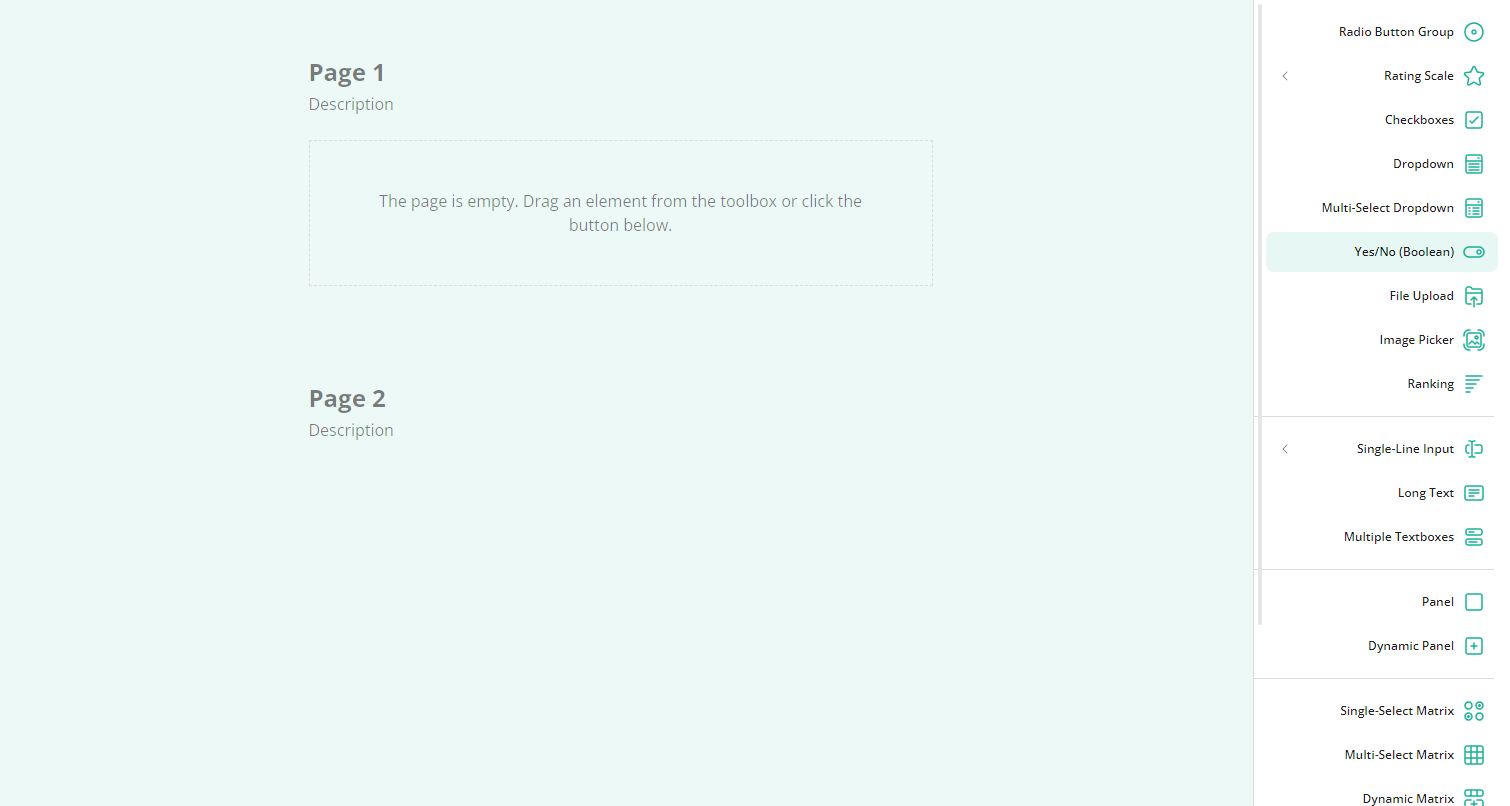 Page 1
Description
The page is empty. Drag an element from the toolbox or click the
button below.
Page 2
Description
Radio Button Group
Rating Scale
Checkboxes
Dropdown
Multi-Select Dropdown
Yes/No (Boolean)
File Upload
Image Picker
Ranking
Single-Line Input
Long Text
Multiple Textboxes
Panel
Dynamic Panel
Single-Select Matrix
Multi-Select Matrix
Dynamic Matrix